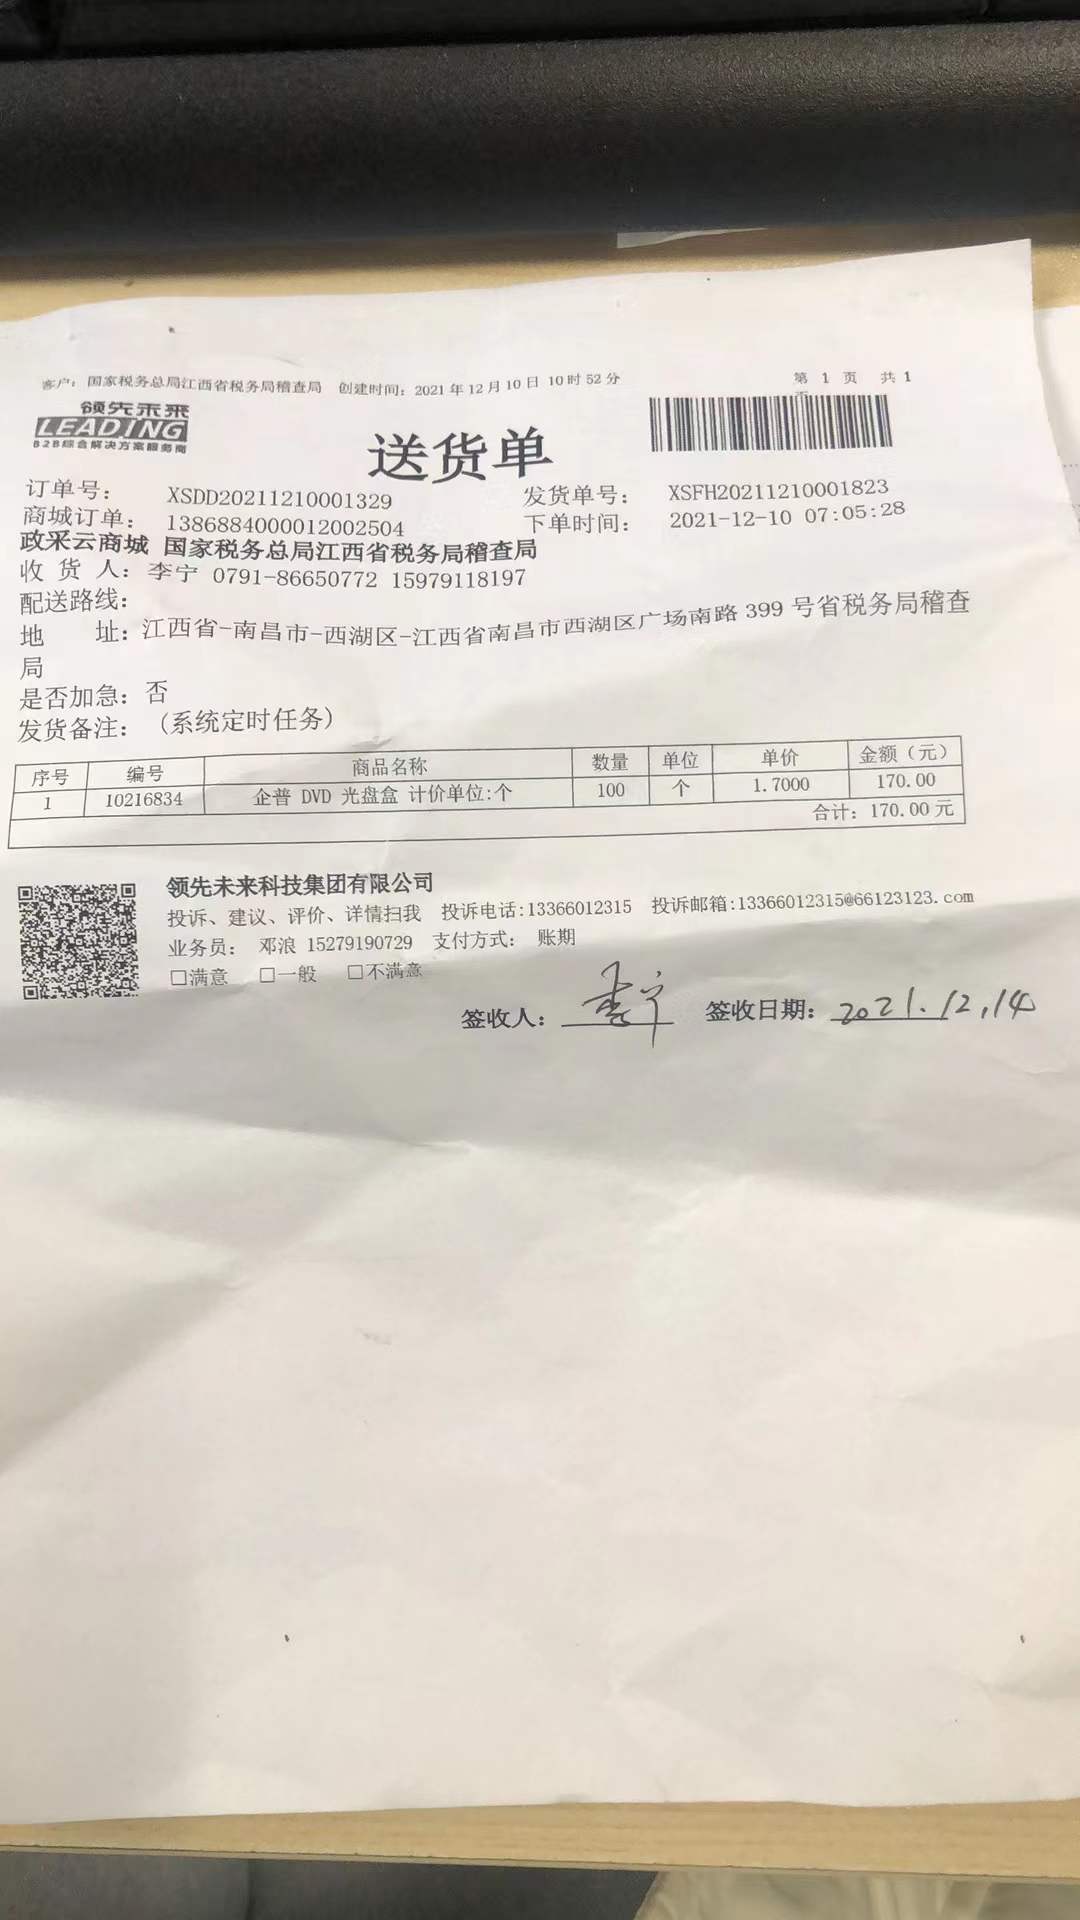 客户：国家税务总局江西省税务局稽查局 创建时间：2021年12月10日 10时52分
第 1 页 共 1
页
领先未来
LEADING
B2B综合解决方案服务商
送货单
订单号： XSDD20211210001329 发货单号： XSFH20211210001823
商城订单： 1386884000012002504 下单时间： 2021-12-10 07:05:28
政采云商城 国家税务总局江西省税务局稽查局
收 货 人：李宁 0791-86650772 15979118197
配送路线：
地 址：江西省-南昌市-西湖区-江西省南昌市西湖区广场南路 399 号省税务局稽查
局
是否加急：否
发货备注：（系统定时任务）
序号 编号 商品名称 数量 单位 单价 金额（元）
1 10216834 企普 DVD 光盘盒 计价单位:个 100 个 1.7000 170.00
合计：170.00 元
领先未来科技集团有限公司
投诉、建议、评价、详情扫我 投诉电话:13366012315 投诉邮箱:13366012315@66123123.com
业务员： 邓浪 15279190729 支付方式： 账期
□满意 □一般 □不满意
签收人：李宁 签收日期：2021.12.14